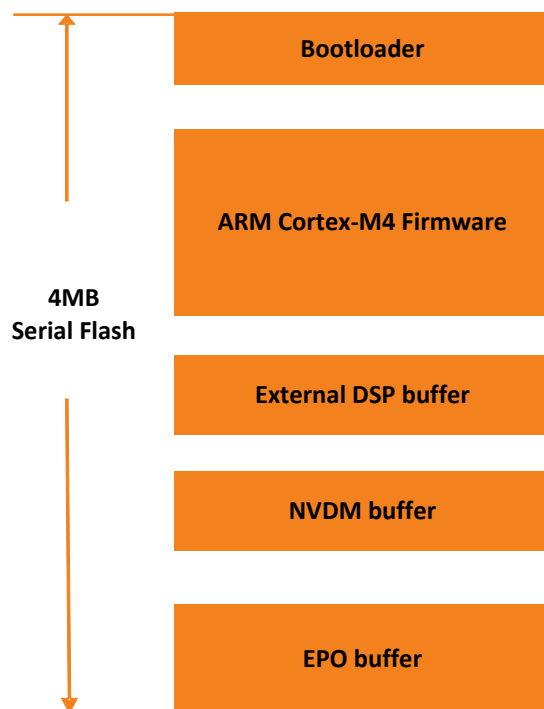 Bootloader
ARM Cortex-M4 Firmware
4MB
Serial Flash
External DSP buffer
NVDM buffer
EPO buffer